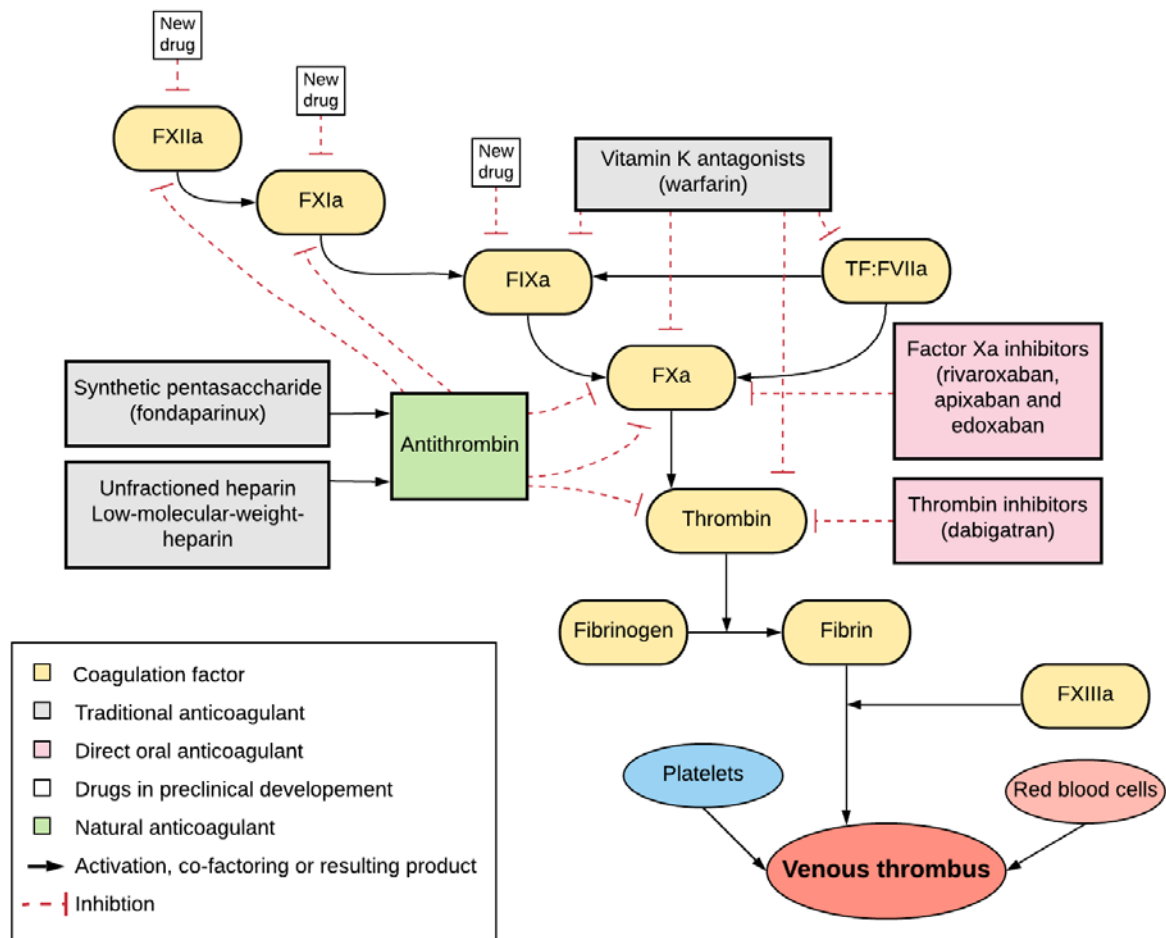 New
drug
New
drug
FXIIa
New
drug
Vitamin K antagonists
(warfarin)
FXIa
FIXa
TF:FVIIa
Synthetic pentasaccharide
(fondaparinux)
Antithrombin
FXa
Factor Xa inhibitors
(rivaroxaban,
apixaban and
edoxaban
Unfractioned heparin
Low-molecular-weight-
heparin
Thrombin
Thrombin inhibitors
(dabigatran)
Fibrinogen
Fibrin
FXIIIa
Platelets
Red blood cells
Venous thrombus
Coagulation factor
Traditional anticoagulant
Direct oral anticoagulant
Drugs in preclinical developement
Natural anticoagulant
Activation, co-factoring or resulting product
Inhibtion